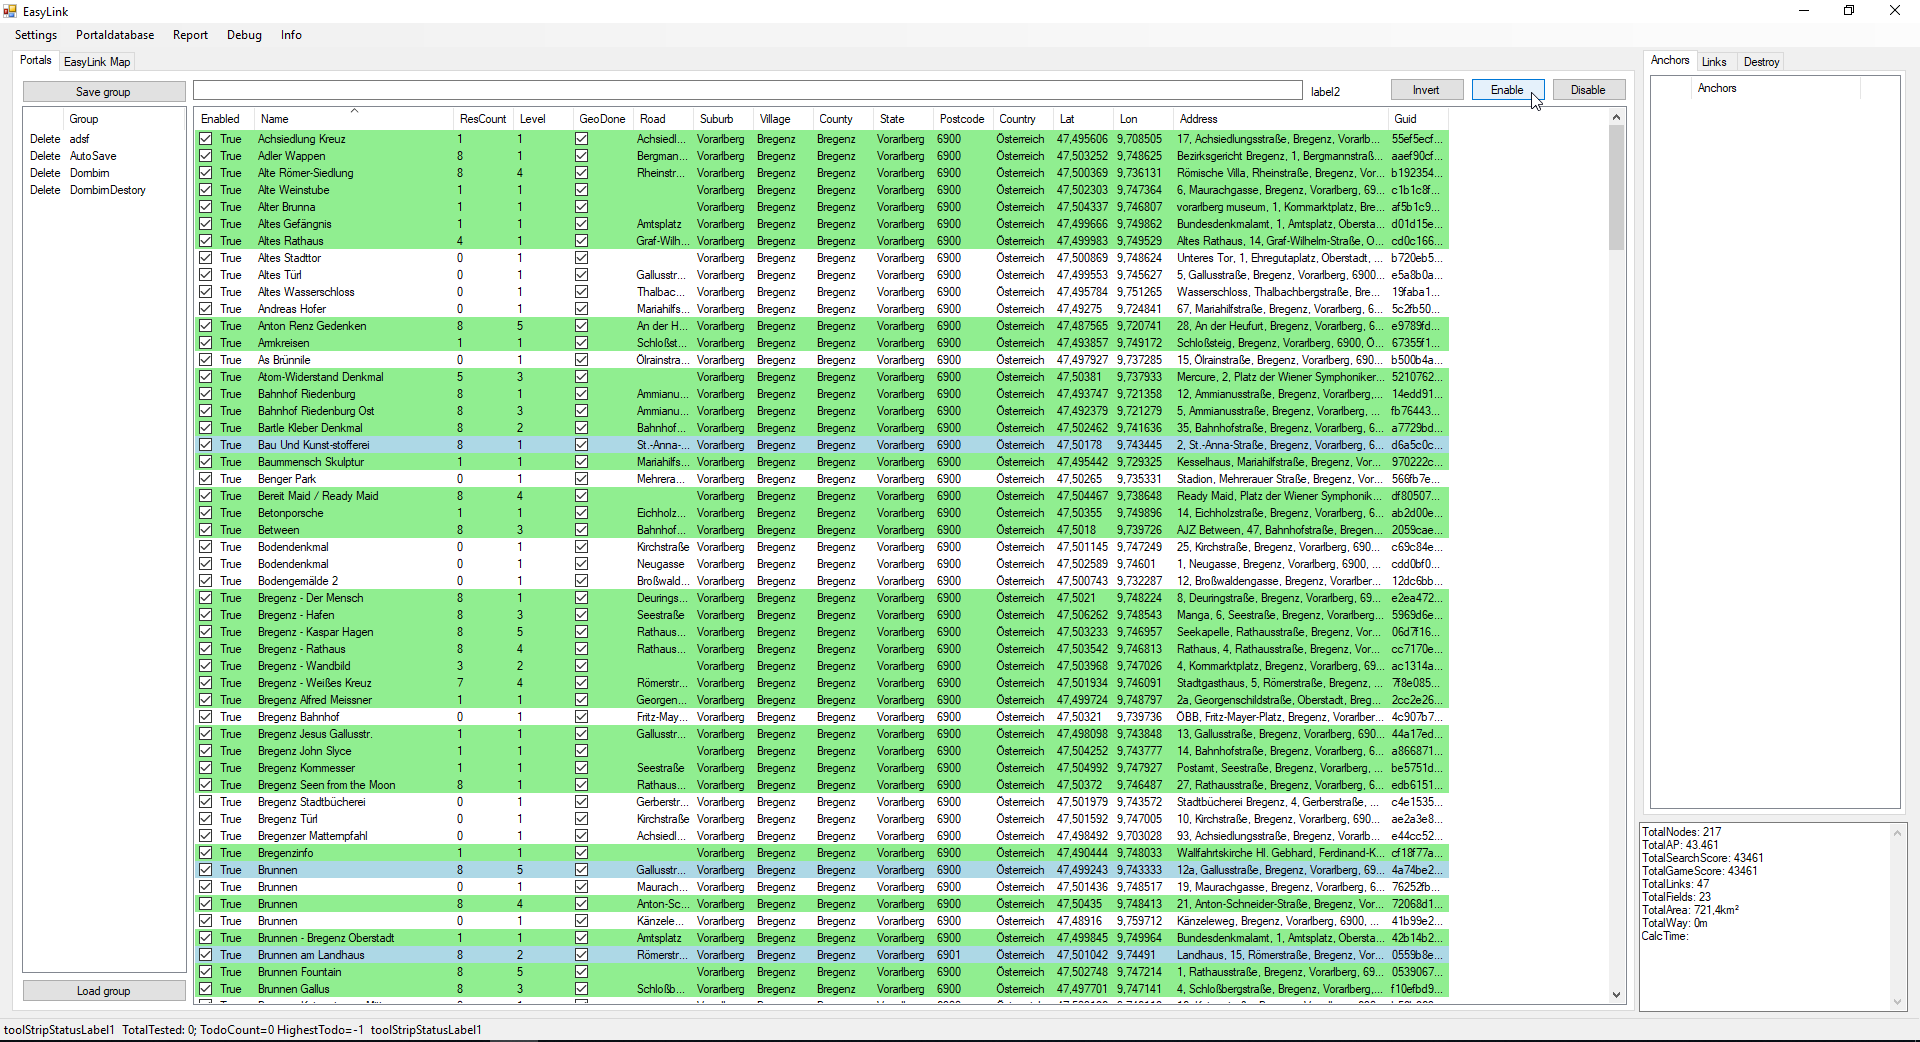 EasyLink
Settings Portaldatabase Report Debug Info
Portals EasyLink Map
Anchors Links Destroy
Save group
label2 Invert Enable Disable
Anchors
Group
Delete adsf
Delete AutoSave
Delete Dornbirn
Delete DornbirnDestory
Load group
Enabled Name ResCount Level GeoDone Road Suburb Village County State Postcode Country Lat Lon Address Guid
True Achsiedlung Kreuz 1 1 Achsiedl... Vorarlberg Bregenz Bregenz Vorarlberg 6900 Österreich 47,495606 9,708505 17, Achsiedlungsstraße, Bregenz, Vorarlb... 55ef5ecf...
True Adler Wappen 8 1 Bergman... Vorarlberg Bregenz Bregenz Vorarlberg 6900 Österreich 47,503252 9,748625 Bezirksgericht Bregenz, 1, Bergmannstraß... aaef90cf...
True Alte Römer-Siedlung 8 4 Rheinstr... Vorarlberg Bregenz Bregenz Vorarlberg 6900 Österreich 47,500369 9,736131 Römische Villa, Rheinstraße, Bregenz, Vor... b192354...
True Alte Weinstube 1 1 Vorarlberg Bregenz Bregenz Vorarlberg 6900 Österreich 47,502303 9,747364 6, Maurachgasse, Bregenz, Vorarlberg, 69... c1b1c8f...
True Alter Brunna 1 1 Vorarlberg Bregenz Bregenz Vorarlberg 6900 Österreich 47,504337 9,746807 vorarlberg museum, 1, Kornmarktplatz, Bre... af5b1c9...
True Altes Gefängnis 1 1 Amtsplatz Vorarlberg Bregenz Bregenz Vorarlberg 6900 Österreich 47,499666 9,749862 Bundesdenkmalamt, 1, Amtsplatz, Obersta... d01d15e...
True Altes Rathaus 4 1 Graf-Wilh... Vorarlberg Bregenz Bregenz Vorarlberg 6900 Österreich 47,499983 9,749529 Altes Rathaus, 14, Graf-Wilhelm-Straße, O... cd0c166...
True Altes Stadttor 0 1 Vorarlberg Bregenz Bregenz Vorarlberg 6900 Österreich 47,500869 9,748624 Unteres Tor, 1, Ehregutaplatz, Oberstadt, ... b720eb5...
True Altes Türl 0 1 Gallusstr... Vorarlberg Bregenz Bregenz Vorarlberg 6900 Österreich 47,499553 9,745627 5, Gallusstraße, Bregenz, Vorarlberg, 6900... e5a8b0a...
True Altes Wasserschloss 0 1 Thalbac... Vorarlberg Bregenz Bregenz Vorarlberg 6900 Österreich 47,495784 9,751265 Wasserschloss, Thalbachbergstraße, Bre... 19faba1...
True Andreas Hofer 0 1 Mariahilfs... Vorarlberg Bregenz Bregenz Vorarlberg 6900 Österreich 47,49275 9,724841 67, Mariahilfstraße, Bregenz, Vorarlberg, 6... 5c2fb50...
True Anton Renz Gedenken 8 5 An der H... Vorarlberg Bregenz Bregenz Vorarlberg 6900 Österreich 47,487565 9,720741 28, An der Heufurt, Bregenz, Vorarlberg, 6... e9789fd...
True Armkreisen 1 1 Schloßst... Vorarlberg Bregenz Bregenz Vorarlberg 6900 Österreich 47,493857 9,749172 Schloßsteig, Bregenz, Vorarlberg, 6900, Ö... 67355f1...
True As Brünnile 0 1 Ölrainstra... Vorarlberg Bregenz Bregenz Vorarlberg 6900 Österreich 47,497927 9,737285 15, Ölrainstraße, Bregenz, Vorarlberg, 690... b500b4a...
True Atom-Widerstand Denkmal 5 3 Vorarlberg Bregenz Bregenz Vorarlberg 6900 Österreich 47,50381 9,737933 Mercure, 2, Platz der Wiener Symphoniker... 5210762...
True Bahnhof Riedenburg 8 1 Ammianu... Vorarlberg Bregenz Bregenz Vorarlberg 6900 Österreich 47,493747 9,721358 12, Ammianusstraße, Bregenz, Vorarlberg... 14edd91...
True Bahnhof Riedenburg Ost 8 3 Ammianu... Vorarlberg Bregenz Bregenz Vorarlberg 6900 Österreich 47,492379 9,721279 5, Ammianusstraße, Bregenz, Vorarlberg, ... fb76443...
True Bartle Kleber Denkmal 8 2 Bahnhof... Vorarlberg Bregenz Bregenz Vorarlberg 6900 Österreich 47,502462 9,741636 35, Bahnhofstraße, Bregenz, Vorarlberg, 6... a7729bd...
True Bau Und Kunst-stofferei 8 1 St.-Anna-... Vorarlberg Bregenz Bregenz Vorarlberg 6900 Österreich 47,50178 9,743445 2, St.-Anna-Straße, Bregenz, Vorarlberg, 6... d6a5c0c...
True Baummensch Skulptur 1 1 Mariahilfs... Vorarlberg Bregenz Bregenz Vorarlberg 6900 Österreich 47,495442 9,729325 Kesselhaus, Mariahilfstraße, Bregenz, Vor... 970222c...
True Benger Park 0 1 Mehrera... Vorarlberg Bregenz Bregenz Vorarlberg 6900 Österreich 47,50265 9,735331 Stadion, Mehrerauer Straße, Bregenz, Vor... 566fb7e...
True Bereit Maid / Ready Maid 8 4 Vorarlberg Bregenz Bregenz Vorarlberg 6900 Österreich 47,504467 9,738648 Ready Maid, Platz der Wiener Symphonik... df80507...
True Betonporsche 1 1 Eichholz... Vorarlberg Bregenz Bregenz Vorarlberg 6900 Österreich 47,50355 9,749896 14, Eichholzstraße, Bregenz, Vorarlberg, 6... ab2d00e...
True Between 8 3 Bahnhof... Vorarlberg Bregenz Bregenz Vorarlberg 6900 Österreich 47,5018 9,739726 AJZ Between, 47, Bahnhofstraße, Bregen... 2059cae...
True Bodendenkmal 0 1 Kirchstraße Vorarlberg Bregenz Bregenz Vorarlberg 6900 Österreich 47,501145 9,747249 25, Kirchstraße, Bregenz, Vorarlberg, 690... c69c84e...
True Bodendenkmal 0 1 Neugasse Vorarlberg Bregenz Bregenz Vorarlberg 6900 Österreich 47,502589 9,74601 1, Neugasse, Bregenz, Vorarlberg, 6900, ... cdd0bf0...
True Bodengemälde 2 0 1 Broßwald... Vorarlberg Bregenz Bregenz Vorarlberg 6900 Österreich 47,500743 9,732287 12, Broßwaldengasse, Bregenz, Vorarlber... 12dc6bb...
True Bregenz - Der Mensch 8 1 Deurings... Vorarlberg Bregenz Bregenz Vorarlberg 6900 Österreich 47,5021 9,748224 8, Deuringstraße, Bregenz, Vorarlberg, 69... e2ea472...
True Bregenz - Hafen 8 3 Seestraße Vorarlberg Bregenz Bregenz Vorarlberg 6900 Österreich 47,506262 9,748543 Manga, 6, Seestraße, Bregenz, Vorarlberg... 5969d6e...
True Bregenz - Kaspar Hagen 8 5 Rathaus... Vorarlberg Bregenz Bregenz Vorarlberg 6900 Österreich 47,503233 9,746957 Seekapelle, Rathausstraße, Bregenz, Vor... 06d7f16...
True Bregenz - Rathaus 8 4 Rathaus... Vorarlberg Bregenz Bregenz Vorarlberg 6900 Österreich 47,503542 9,746813 Rathaus, 4, Rathausstraße, Bregenz, Vor... cc7170e...
True Bregenz - Wandbild 3 2 Vorarlberg Bregenz Bregenz Vorarlberg 6900 Österreich 47,503968 9,747026 4, Kornmarktplatz, Bregenz, Vorarlberg, 69... ac1314a...
True Bregenz - Weißes Kreuz 7 4 Römerstr... Vorarlberg Bregenz Bregenz Vorarlberg 6900 Österreich 47,501934 9,746091 Stadtgasthaus, 5, Römerstraße, Bregenz, ... 7f8e085...
True Bregenz Alfred Meissner 1 1 Georgen... Vorarlberg Bregenz Bregenz Vorarlberg 6900 Österreich 47,499724 9,748797 2a, Georgenschildstraße, Oberstadt, Breg... 2cc2e26...
True Bregenz Bahnhof 0 1 Fritz-May... Vorarlberg Bregenz Bregenz Vorarlberg 6900 Österreich 47,50321 9,739736 ÖBB, Fritz-Mayer-Platz, Bregenz, Vorarlber... 4c907b7...
True Bregenz Jesus Gallusstr. 1 1 Gallusstr... Vorarlberg Bregenz Bregenz Vorarlberg 6900 Österreich 47,498098 9,743848 13, Gallusstraße, Bregenz, Vorarlberg, 690... 44a17ed...
True Bregenz John Slyce 1 1 Vorarlberg Bregenz Bregenz Vorarlberg 6900 Österreich 47,504252 9,743777 14, Bahnhofstraße, Bregenz, Vorarlberg, 6... a866871...
True Bregenz Kornmesser 1 1 Seestraße Vorarlberg Bregenz Bregenz Vorarlberg 6900 Österreich 47,504992 9,747927 Postamt, Seestraße, Bregenz, Vorarlberg, ... be5751d...
True Bregenz Seen from the Moon 8 1 Rathaus... Vorarlberg Bregenz Bregenz Vorarlberg 6900 Österreich 47,50372 9,746487 27, Rathausstraße, Bregenz, Vorarlberg, 6... edb6151...
True Bregenz Stadtbücherei 0 1 Gerberstr... Vorarlberg Bregenz Bregenz Vorarlberg 6900 Österreich 47,501979 9,743572 Stadtbücherei Bregenz, 4, Gerberstraße, ... c4e1535...
True Bregenz Türl 0 1 Kirchstraße Vorarlberg Bregenz Bregenz Vorarlberg 6900 Österreich 47,501592 9,747005 10, Kirchstraße, Bregenz, Vorarlberg, 690... ae2a3e8...
True Bregenzer Matternpfahl 0 1 Achsiedl... Vorarlberg Bregenz Bregenz Vorarlberg 6900 Österreich 47,498492 9,703028 93, Achsiedlungsstraße, Bregenz, Vorarlb... e44cc52...
True Bregenzinfo 1 1 Vorarlberg Bregenz Bregenz Vorarlberg 6900 Österreich 47,490444 9,748033 Wallfahrtskirche Hl. Gebhard, Ferdinand-K... cf18f77a...
True Brunnen 8 5 Gallusstr... Vorarlberg Bregenz Bregenz Vorarlberg 6900 Österreich 47,499243 9,743333 12a, Gallusstraße, Bregenz, Vorarlberg, 69... 4a74be2...
True Brunnen 0 1 Maurach... Vorarlberg Bregenz Bregenz Vorarlberg 6900 Österreich 47,501436 9,748517 19, Maurachgasse, Bregenz, Vorarlberg, 6... 76252fb...
True Brunnen 8 4 Anton-Sc... Vorarlberg Bregenz Bregenz Vorarlberg 6900 Österreich 47,50435 9,748413 21, Anton-Schneider-Straße, Bregenz, Vor... 72068d1...
True Brunnen 0 1 Känzele... Vorarlberg Bregenz Bregenz Vorarlberg 6900 Österreich 47,48916 9,759712 Känzeleweg, Bregenz, Vorarlberg, 6900, ... 41b99e2...
True Brunnen - Bregenz Oberstadt 1 1 Amtsplatz Vorarlberg Bregenz Bregenz Vorarlberg 6900 Österreich 47,499845 9,749964 Bundesdenkmalamt, 1, Amtsplatz, Obersta... 42b14b2...
True Brunnen am Landhaus 8 2 Römerstr... Vorarlberg Bregenz Bregenz Vorarlberg 6901 Österreich 47,501042 9,74491 Landhaus, 15, Römerstraße, Bregenz, Vor... 0559b8e...
True Brunnen Fountain 8 5 Vorarlberg Bregenz Bregenz Vorarlberg 6900 Österreich 47,502748 9,747214 1, Rathausstraße, Bregenz, Vorarlberg, 69... 0539067...
True Brunnen Gallus 8 3 Schloßb... Vorarlberg Bregenz Bregenz Vorarlberg 6900 Österreich 47,497701 9,747141 4, Schloßbergstraße, Bregenz, Vorarlberg... f10efbd9...
TotalNodes: 217
TotalAP: 43.461
TotalSearchScore: 43461
TotalGameScore: 43461
TotalLinks: 47
TotalFields: 23
TotalArea: 721,4km²
TotalWay: 0m
CalcTime:
toolStripStatusLabel1 TotalTested: 0; TodoCount=0 HighestTodo=-1 toolStripStatusLabel1